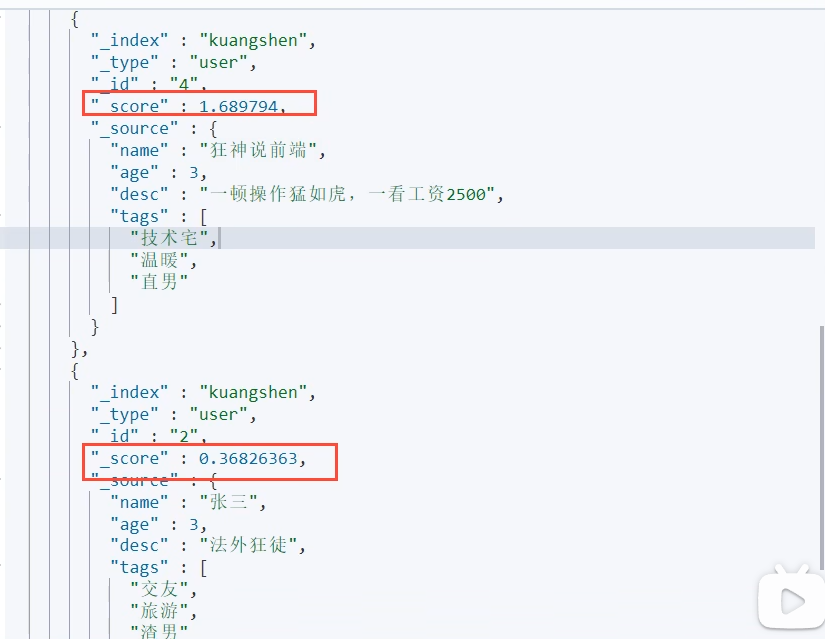 {
"_index" : "kuangshen",
"_type" : "user",
"_id" : "4",
"_score" : 1.689794,
"_source" : {
"name" : "狂神说前端",
"age" : 3,
"desc" : "一顿操作猛如虎，一看工资2500",
"tags" : [
"技术宅",
"温暖",
"直男"
]
}
},
{
"_index" : "kuangshen",
"_type" : "user",
"_id" : "2",
"_score" : 0.36826363,
"_source" : {
"name" : "张三",
"age" : 3,
"desc" : "法外狂徒",
"tags" : [
"交友",
"旅游",
"渣男"